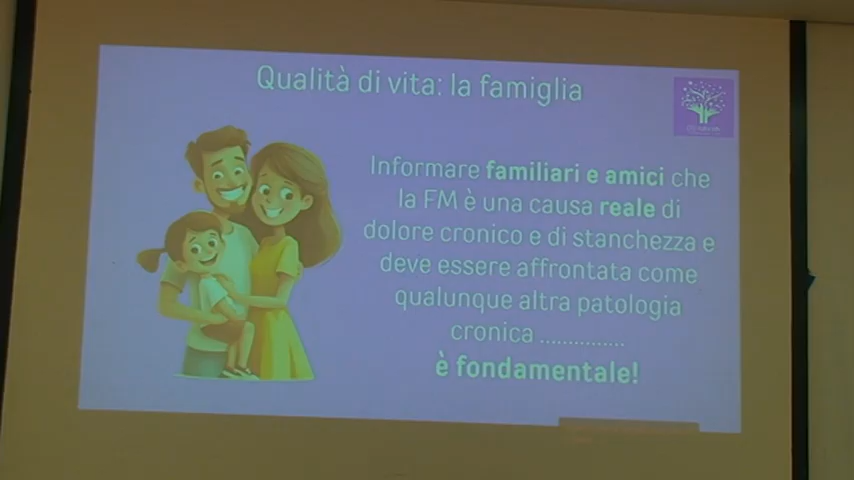 Qualità di vita: la famiglia
Informare familiari e amici che
la FM è una causa reale di
dolore cronico e di stanchezza e
deve essere affrontata come
qualunque altra patologia
cronica ...............
è fondamentale!